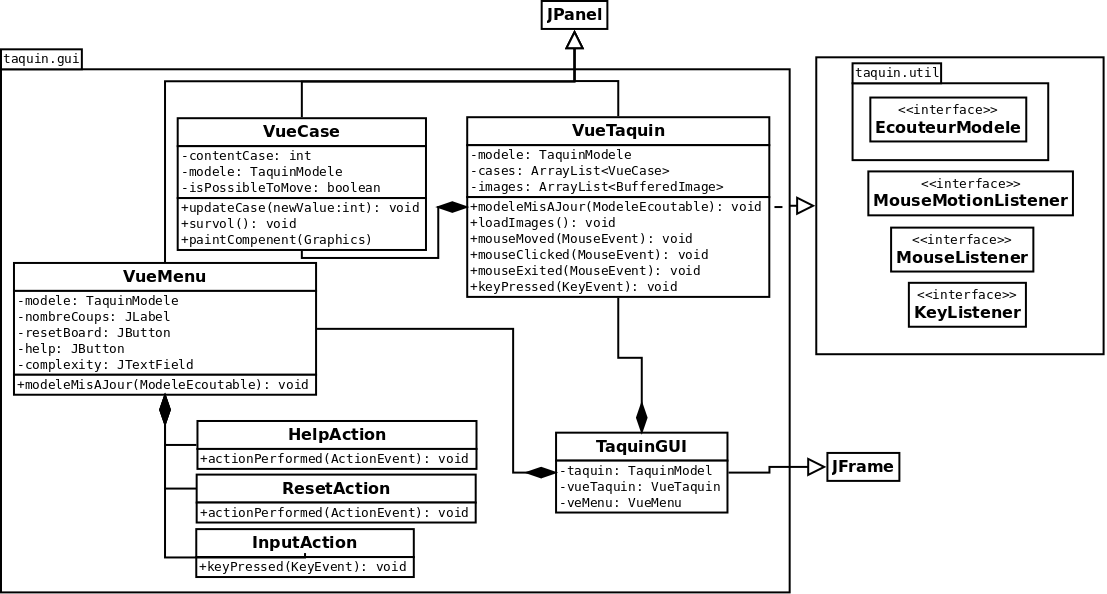 JPanel
taquin.gui
VueCase
-contentCase: int
-modele: TaquinModele
-isPossibleToMove: boolean
+updateCase(newValue:int): void
+survol(): void
+paintCompenent(Graphics)
VueTaquin
-modele: TaquinModele
-cases: ArrayList<VueCase>
-images: ArrayList<BufferedImage>
+modeleMisAJour(ModeleEcoutable): void
+loadImages(): void
+mouseMoved(MouseEvent): void
+mouseClicked(MouseEvent): void
+mouseExited(MouseEvent): void
+keyPressed(KeyEvent): void
taquin.util
<<interface>>
EcouteurModele
<<interface>>
MouseMotionListener
<<interface>>
MouseListener
<<interface>>
KeyListener
VueMenu
-modele: TaquinModele
-nombreCoups: JLabel
-resetBoard: JButton
-help: JButton
-complexity: JTextField
+modeleMisAJour(ModeleEcoutable): void
HelpAction
+actionPerformed(ActionEvent): void
ResetAction
+actionPerformed(ActionEvent): void
InputAction
+keyPressed(KeyEvent): void
TaquinGUI
-taquin: TaquinModel
-vueTaquin: VueTaquin
-veMenu: VueMenu
JFrame